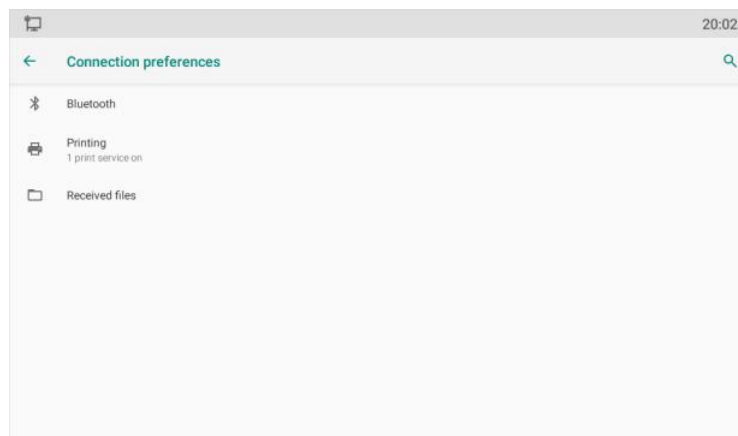 20:02
Connection preferences
Bluetooth
Printing
1 print service on
Received files